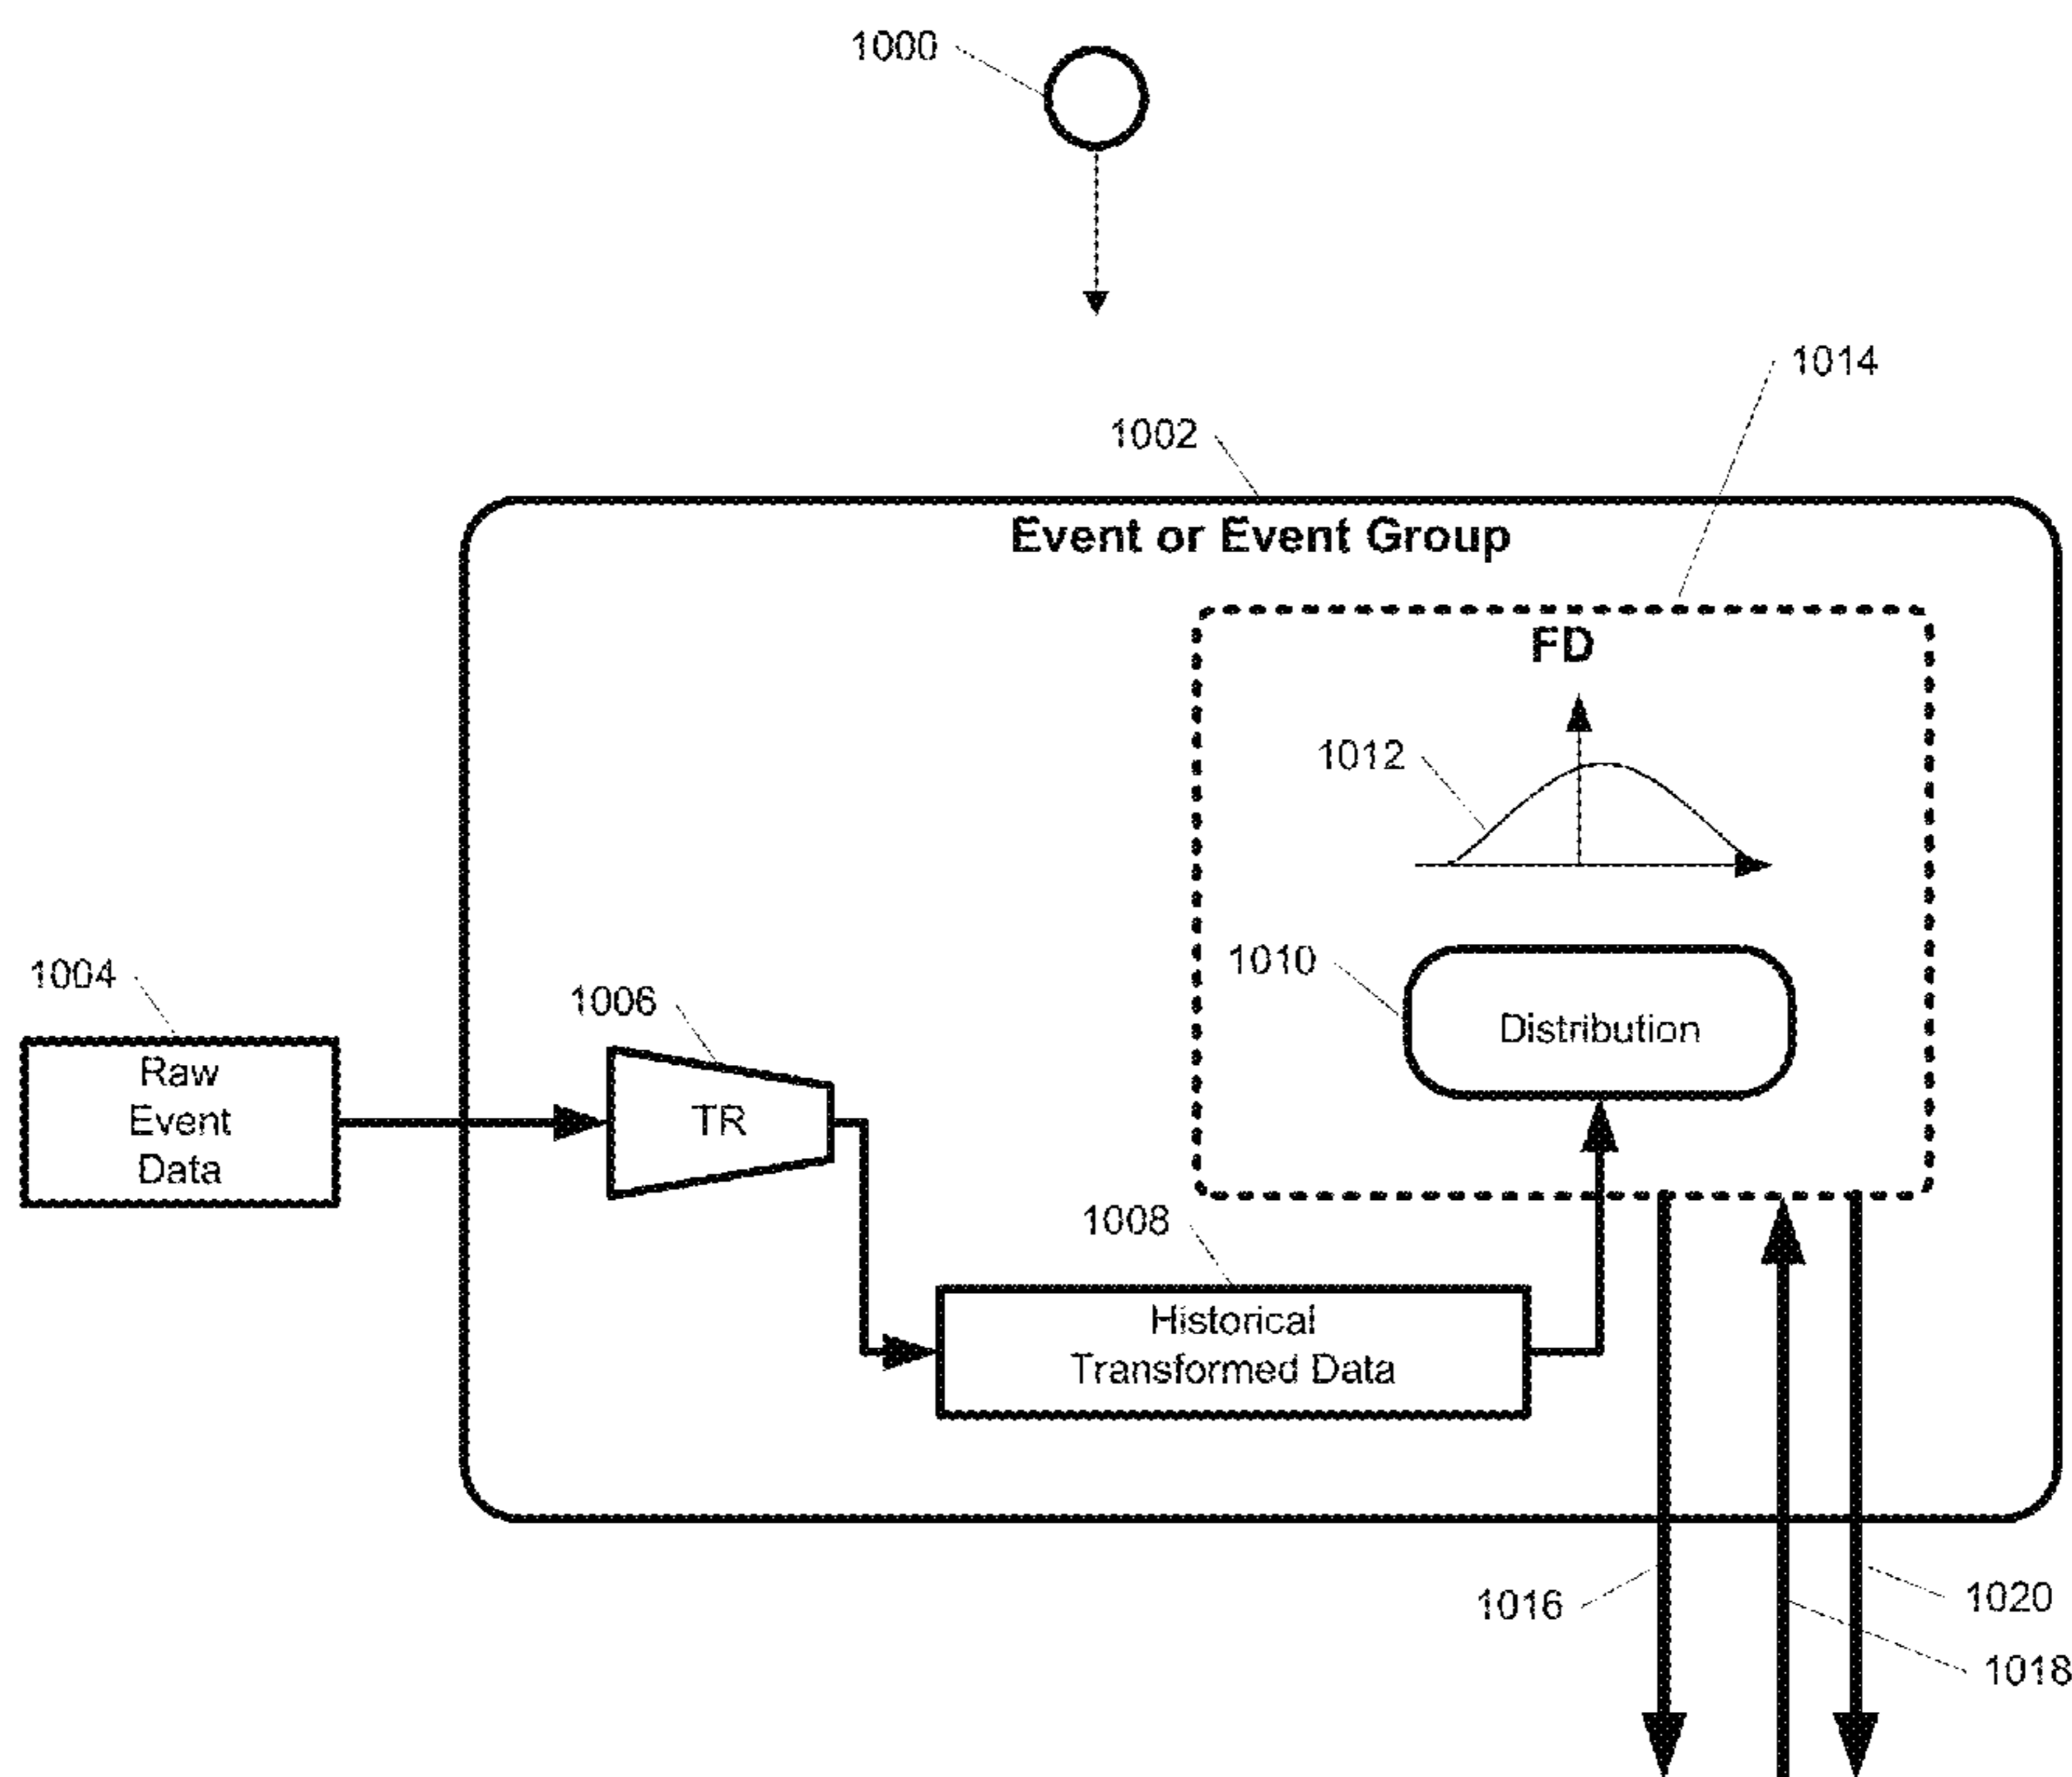 1000
1014
1002
Event or Event Group
FD
1012
1010
Distribution
1004
1006
Raw
Event
Data
TR
1008
Historical
Transformed Data
1016
1020
1018